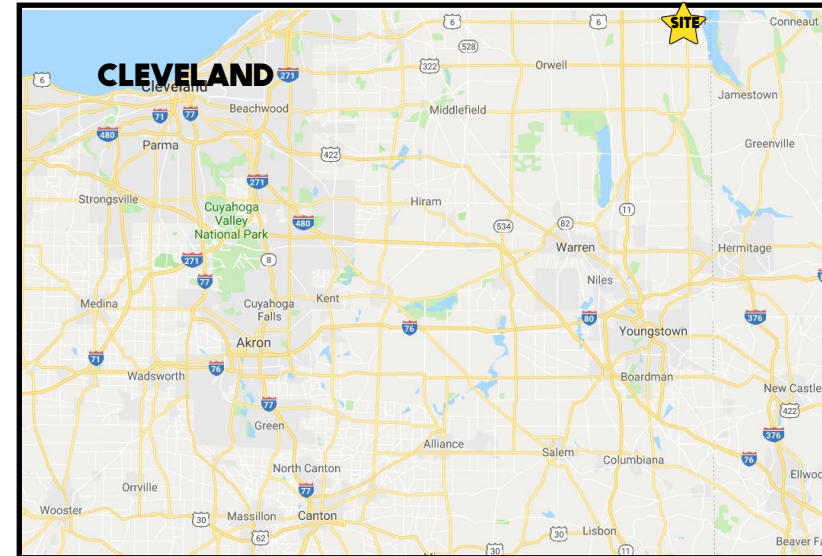 6
6
SITE
Conneaut
528
322
Orwell
CLEVELAND
271
6
Cleveland
Jamestown
Beachwood
Middlefield
71
77
480
Parma
422
Greenville
271
Strongsville
Cuyahoga
Valley
National Park
Hiram
11
480
534
82
Warren
Hermitage
271
8
77
Niles
Medina
Cuyahoga
Falls
Kent
76
80
376
Youngstown
Akron
71
76
Wadsworth
Boardman
New Castle
77
422
Green
376
Alliance
Salem
Columbiana
76
North Canton
Ellwoo
Orrville
77
Wooster
30
Massillon
Canton
62
30
30
Lisbon
11
Beaver Fa